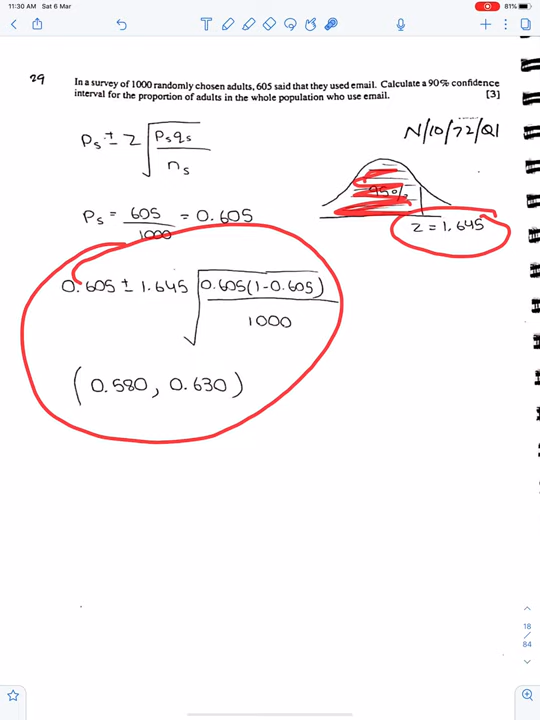 11:30 AM Sat 6 Mar
81%
29
In a survey of 1000 randomly chosen adults, 605 said that they used email. Calculate a 90% confidence
interval for the proportion of adults in the whole population who use email. [3]
N/10/72/Q1
Ps ± Z √(Ps qs / ns)
95%
Z = 1.645
Ps = 605/1000 = 0.605
0.605 ± 1.645 √(0.605(1-0.605) / 1000)
(0.580, 0.630)
18
/
84